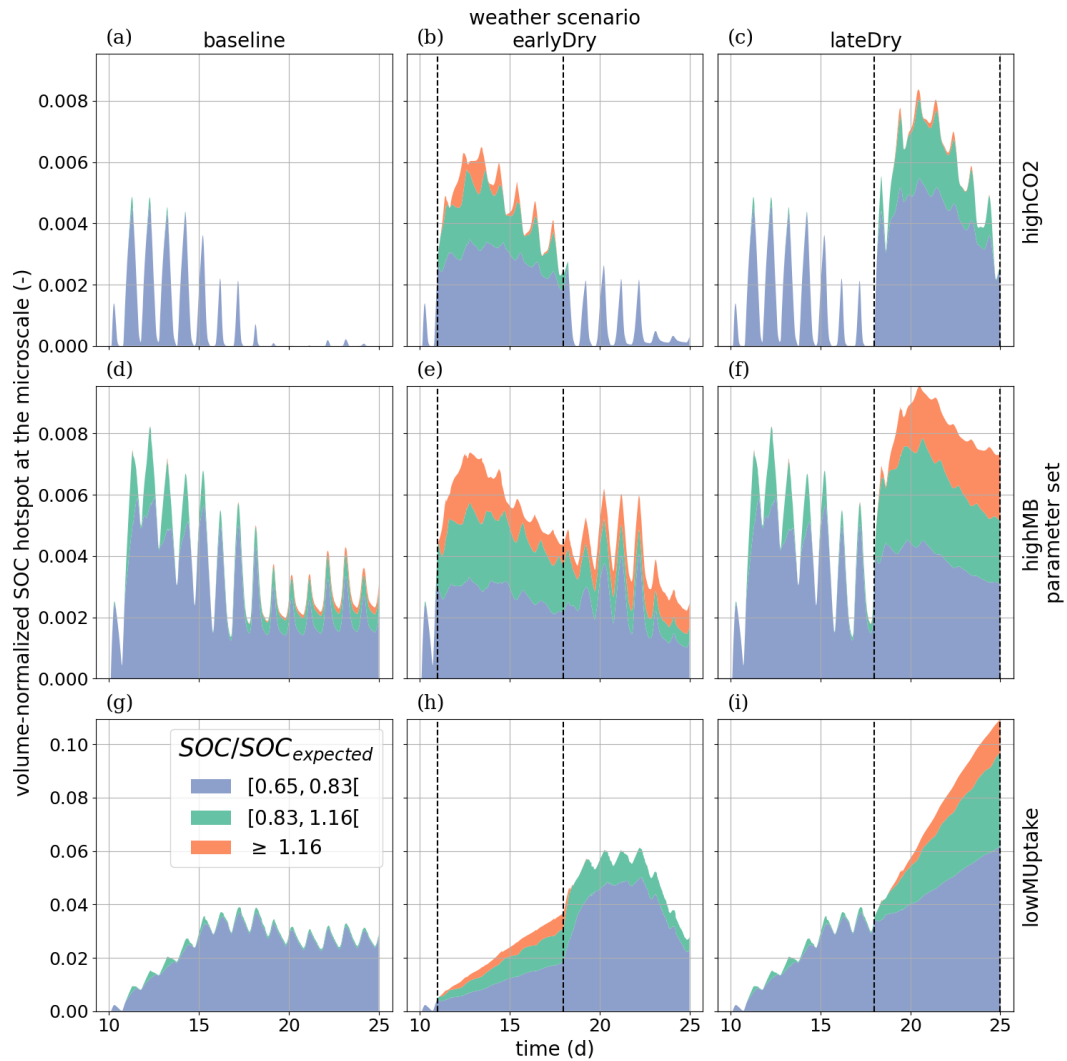 weather scenario
(a) baseline (b) earlyDry (c) lateDry
0.008
0.006
0.004
0.002
0.000
highCO2
(d) (e) (f)
0.008
0.006
0.004
0.002
0.000
highMB
parameter set
volume-normalized SOC hotspot at the microscale (-)
(g) (h) (i)
0.10
0.08
0.06
0.04
0.02
0.00
SOC/SOC_expected
[0.65, 0.83[
[0.83, 1.16[
≥ 1.16
lowMUptake
10 15 20 25 10 15 20 25 10 15 20 25
time (d)